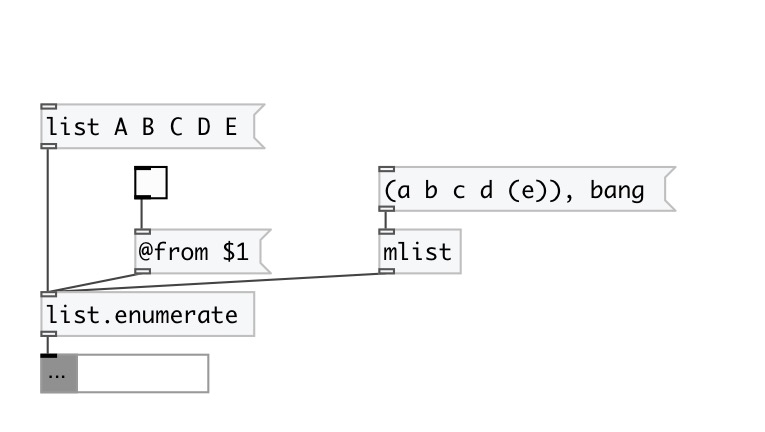 list A B C D E
(a b c d (e)), bang
@from $1
mlist
list.enumerate
...